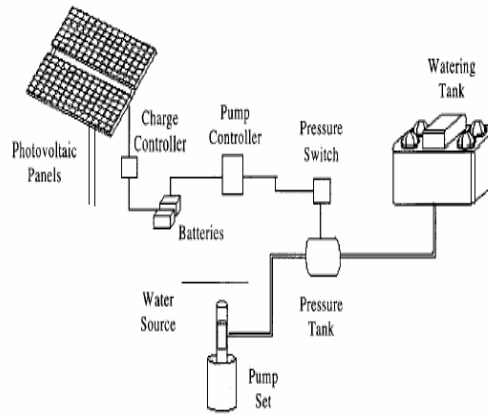 Photovoltaic
Panels
Charge
Controller
Batteries
Pump
Controller
Pressure
Switch
Watering
Tank
Water
Source
Pressure
Tank
Pump
Set